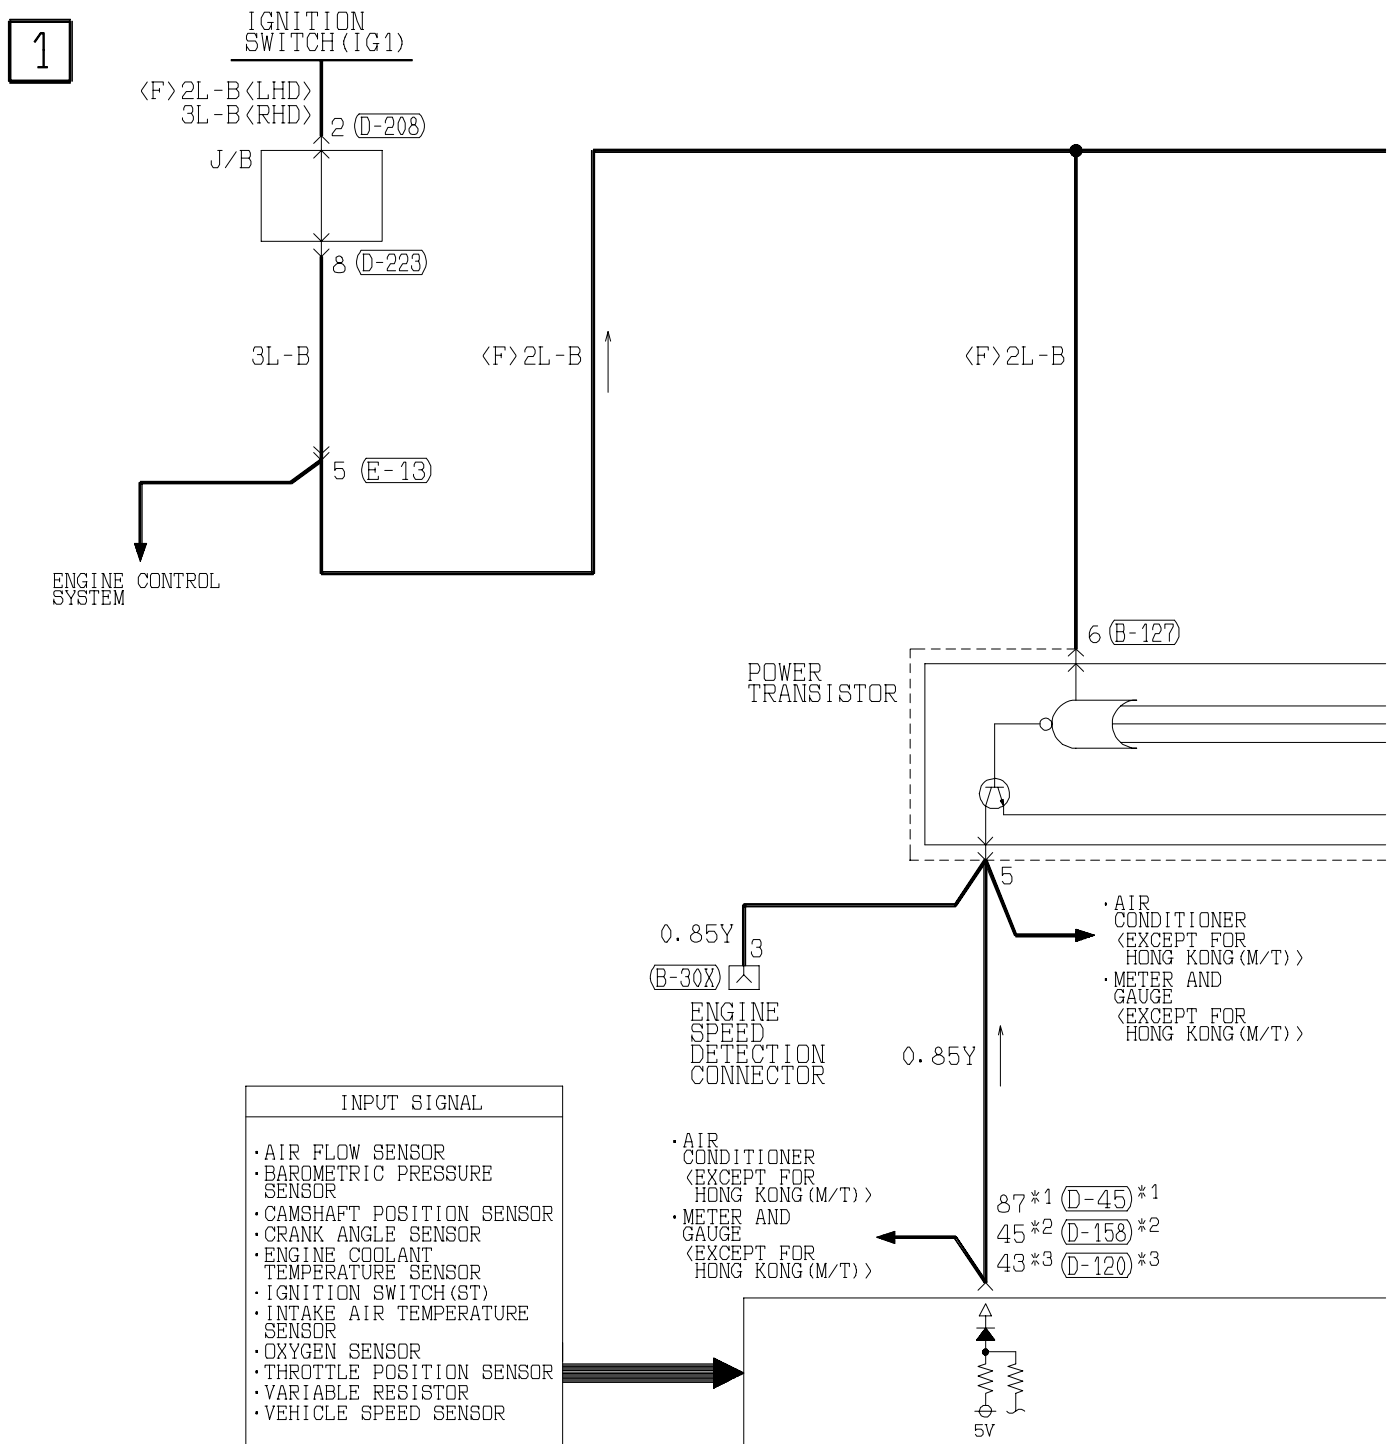 1
IGNITION
SWITCH(IG1)
<F>2L-B<LHD>
3L-B<RHD>
2 (D-208)
J/B
8 (D-223)
3L-B
<F>2L-B
<F>2L-B
5 (E-13)
ENGINE CONTROL
SYSTEM
6 (B-127)
POWER
TRANSISTOR
5
0.85Y
3
(B-30X)
ENGINE
SPEED
DETECTION
CONNECTOR
·AIR
CONDITIONER
<EXCEPT FOR
HONG KONG(M/T)>
·METER AND
GAUGE
<EXCEPT FOR
HONG KONG(M/T)>
0.85Y
INPUT SIGNAL
·AIR FLOW SENSOR
·BAROMETRIC PRESSURE
SENSOR
·CAMSHAFT POSITION SENSOR
·CRANK ANGLE SENSOR
·ENGINE COOLANT
TEMPERATURE SENSOR
·IGNITION SWITCH(ST)
·INTAKE AIR TEMPERATURE
SENSOR
·OXYGEN SENSOR
·THROTTLE POSITION SENSOR
·VARIABLE RESISTOR
·VEHICLE SPEED SENSOR
·AIR
CONDITIONER
<EXCEPT FOR
HONG KONG(M/T)>
·METER AND
GAUGE
<EXCEPT FOR
HONG KONG(M/T)>
87*1 (D-45)*1
45*2 (D-158)*2
43*3 (D-120)*3
5V